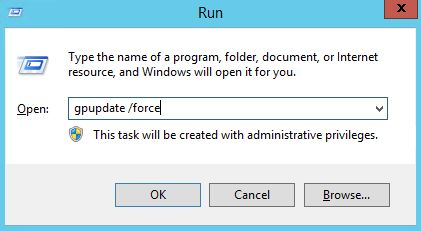 Run
x
Type the name of a program, folder, document, or Internet
resource, and Windows will open it for you.
Open: gpupdate /force
This task will be created with administrative privileges.
OK Cancel Browse...